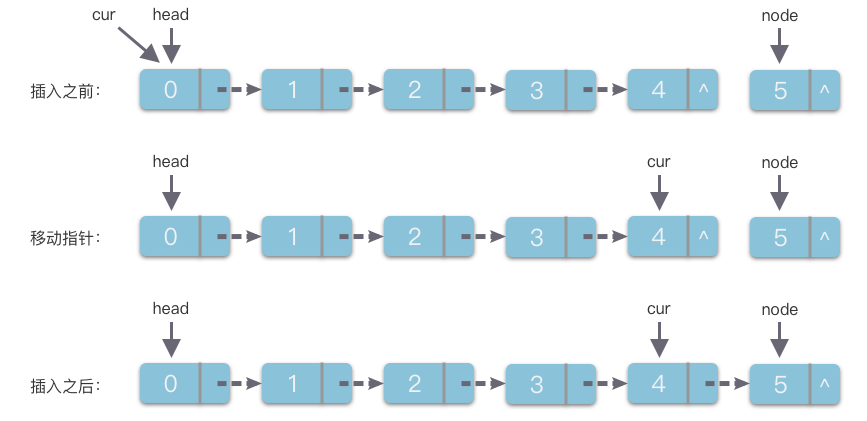 cur head node
插入之前： 0 1 2 3 4 ^ 5 ^
head cur node
移动指针： 0 1 2 3 4 ^ 5 ^
head cur node
插入之后： 0 1 2 3 4 5 ^